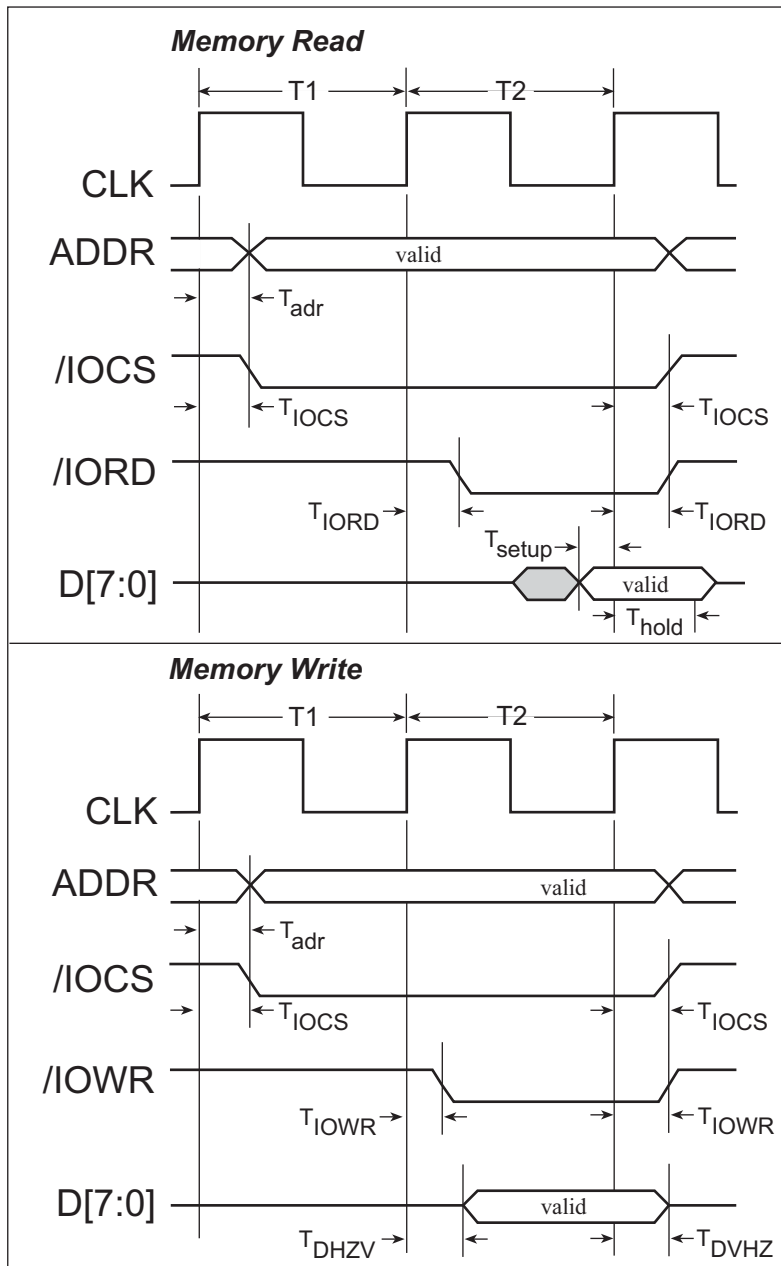 Memory Read
T1 T2
CLK
ADDR valid
Tadr
/IOCS
TIOCS TIOCS
/IORD
TIORD TIORD
Tsetup
D[7:0] valid
Thold
Memory Write
T1 T2
CLK
ADDR valid
Tadr
/IOCS
TIOCS TIOCS
/IOWR
TIOWR TIOWR
D[7:0] valid
TDHZV TDVHZ